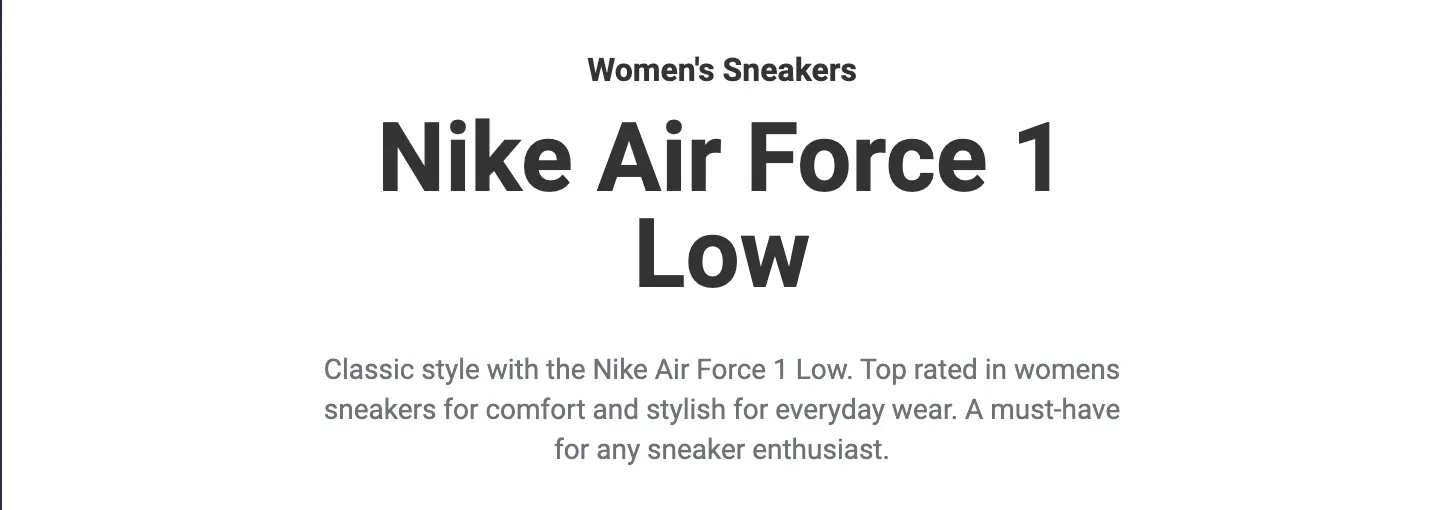 Women's Sneakers
Nike Air Force 1
Low
Classic style with the Nike Air Force 1 Low. Top rated in womens
sneakers for comfort and stylish for everyday wear. A must-have
for any sneaker enthusiast.